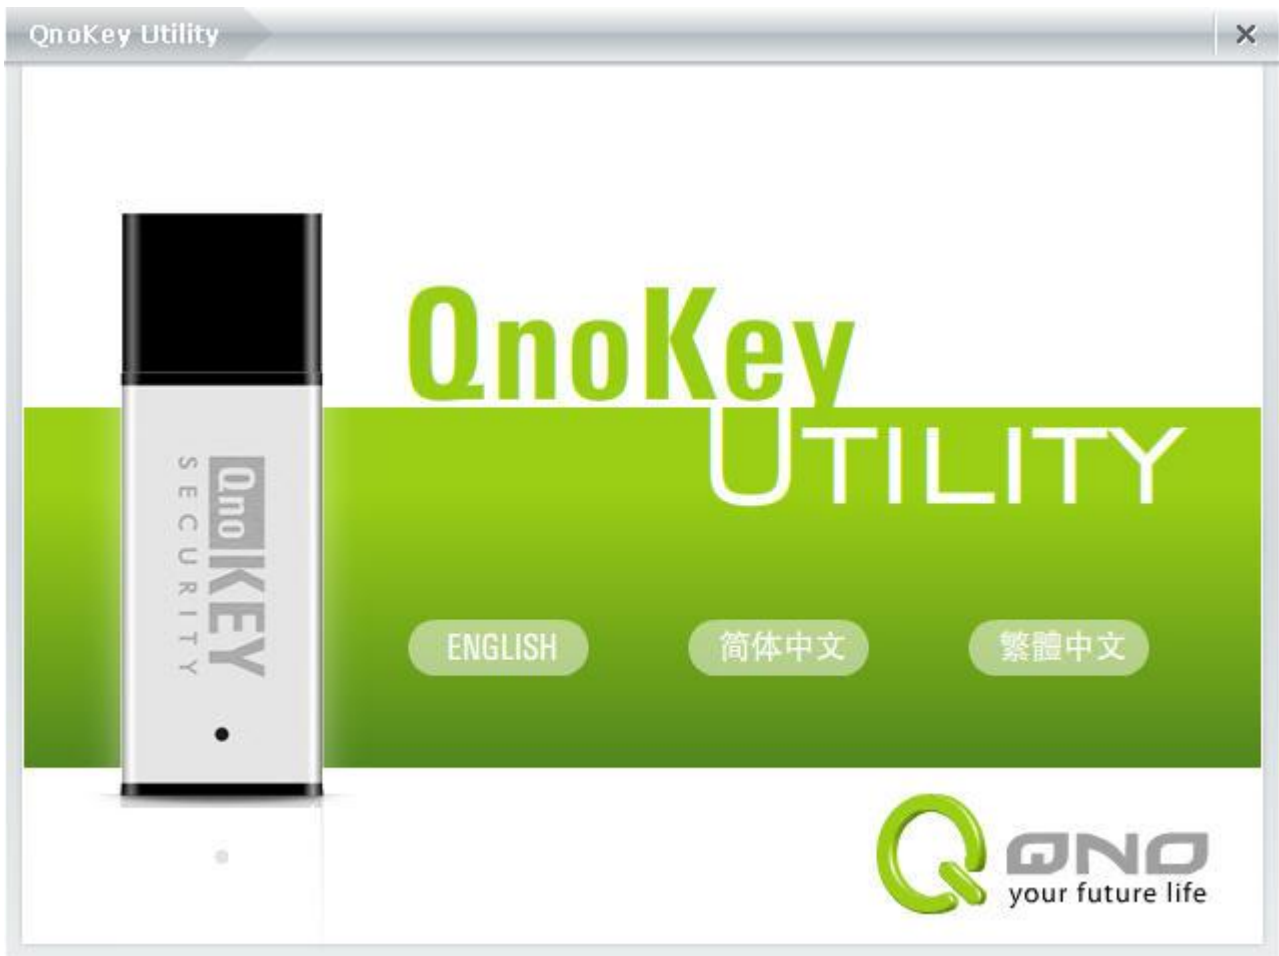 QnoKey Utility
QnoKey
UTILITY
Qno KEY
SECURITY
ENGLISH
简体中文
繁體中文
QNO
your future life